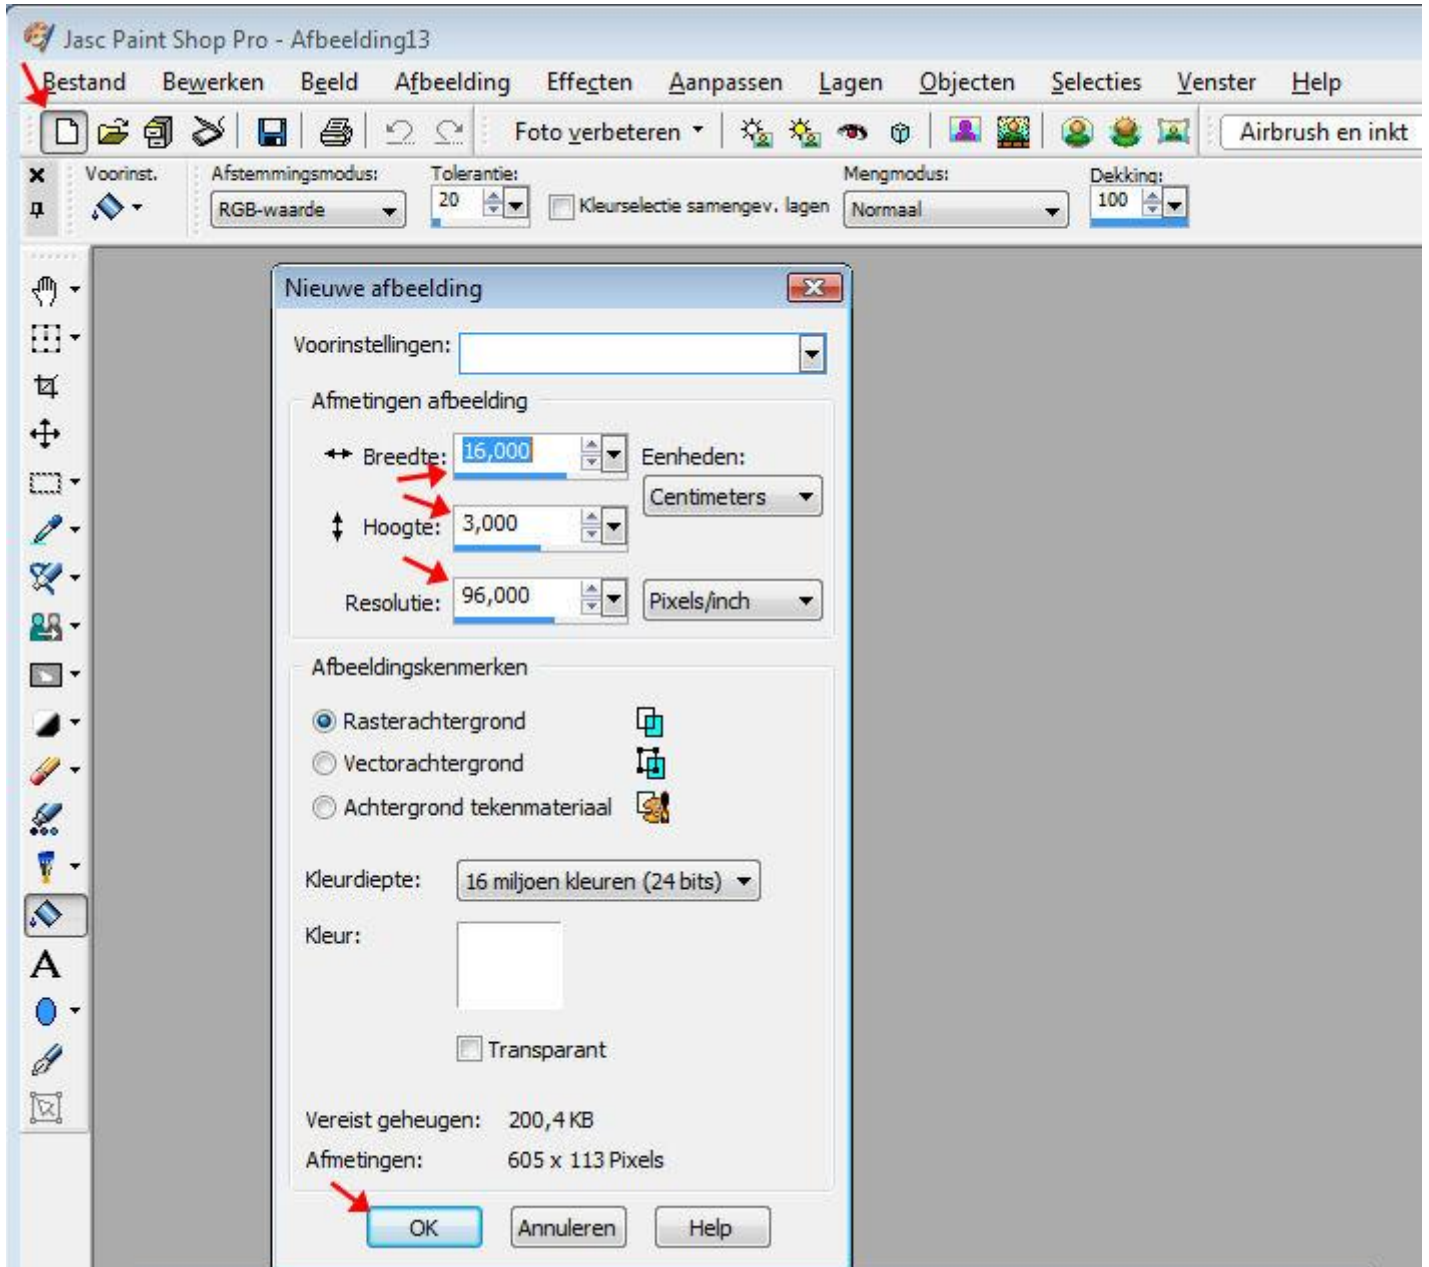 Jasc Paint Shop Pro - Afbeelding13
Bestand Bewerken Beeld Afbeelding Effecten Aanpassen Lagen Objecten Selecties Venster Help
Foto verbeteren Airbrush en inkt
Voorinst. Afstemmingsmodus: Tolerantie: Mengmodus: Dekking:
RGB-waarde 20 Kleurselectie samengev. lagen Normaal 100
Nieuwe afbeelding
Voorinstellingen:
Afmetingen afbeelding
Breedte: 16,000 Eenheden:
Centimeters
Hoogte: 3,000
Resolutie: 96,000 Pixels/inch
Afbeeldingskenmerken
Rasterachtergrond
Vectorachtergrond
Achtergrond tekenmateriaal
Kleurdiepte: 16 miljoen kleuren (24 bits)
Kleur:
A
Transparant
Vereist geheugen: 200,4 KB
Afmetingen: 605 x 113 Pixels
OK Annuleren Help